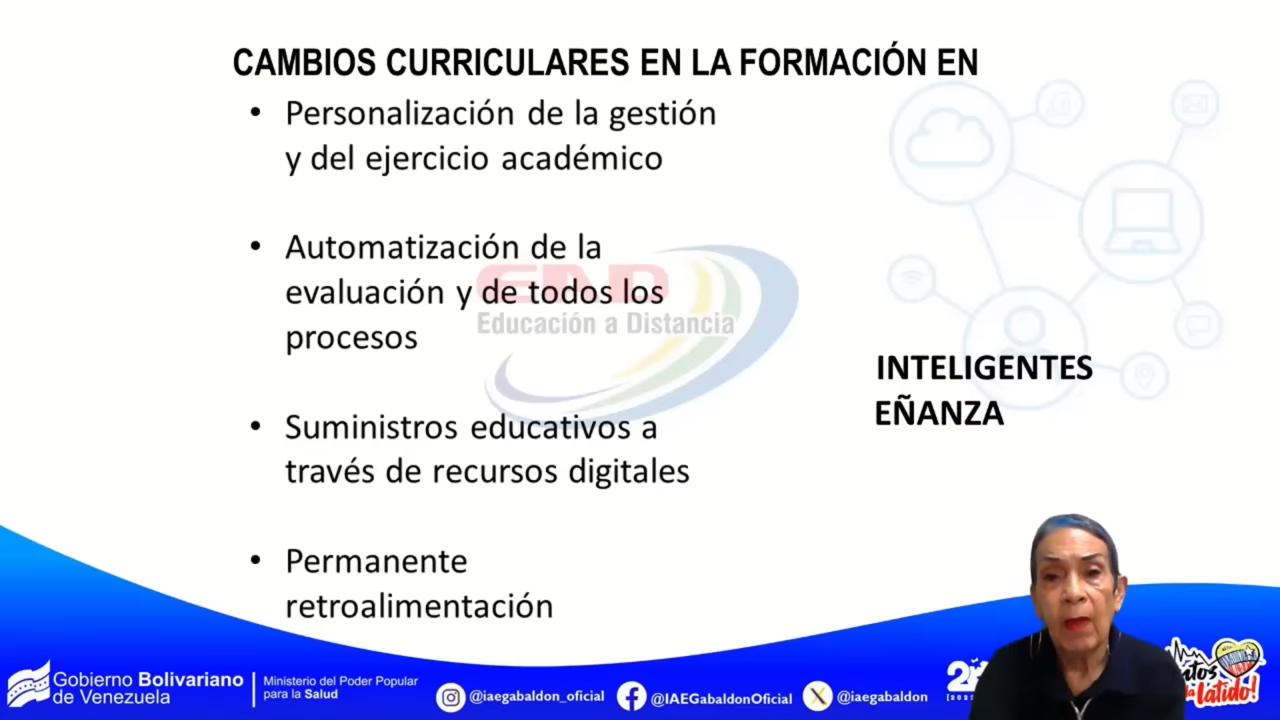 CAMBIOS CURRICULARES EN LA FORMACIÓN EN
• Personalización de la gestión
y del ejercicio académico
• Automatización de la
evaluación y de todos los
procesos
• Suministros educativos a
través de recursos digitales
• Permanente
retroalimentación
INTELIGENTES
EÑANZA
EAD
Educación a Distancia
Gobierno Bolivariano
de Venezuela
Ministerio del Poder Popular
para la Salud
@iaegabaldon_oficial
@IAEGabaldonOficial
@iaegabaldon
latido!